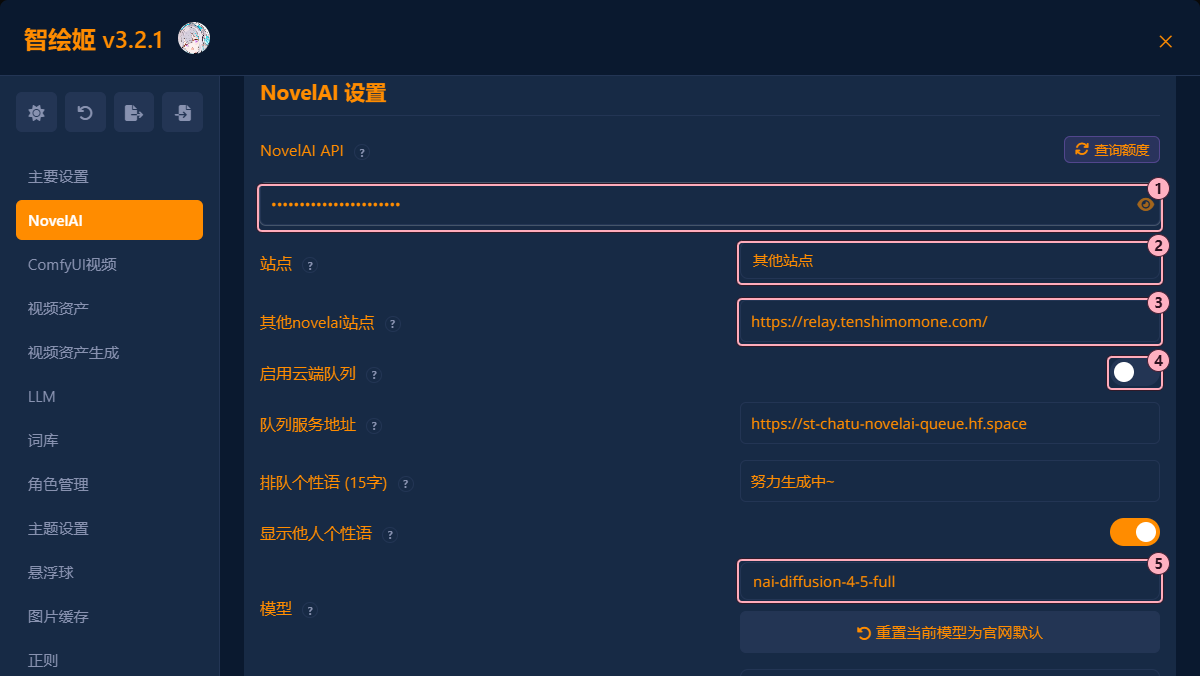 智绘姬 v3.2.1
主要设置
NovelAI
ComfyUI视频
视频资产
视频资产生成
LLM
词库
角色管理
主题设置
悬浮球
图片缓存
正则
NovelAI 设置
NovelAI API ?
查询额度
•••••••••••••••••••••••
1
站点 ?
其他站点
2
其他novelai站点 ?
https://relay.tenshimomone.com/
3
启用云端队列 ?
4
队列服务地址 ?
https://st-chatu-novelai-queue.hf.space
排队个性语 (15字) ?
努力生成中~
显示他人个性语 ?
模型 ?
nai-diffusion-4-5-full
5
重置当前模型为官网默认